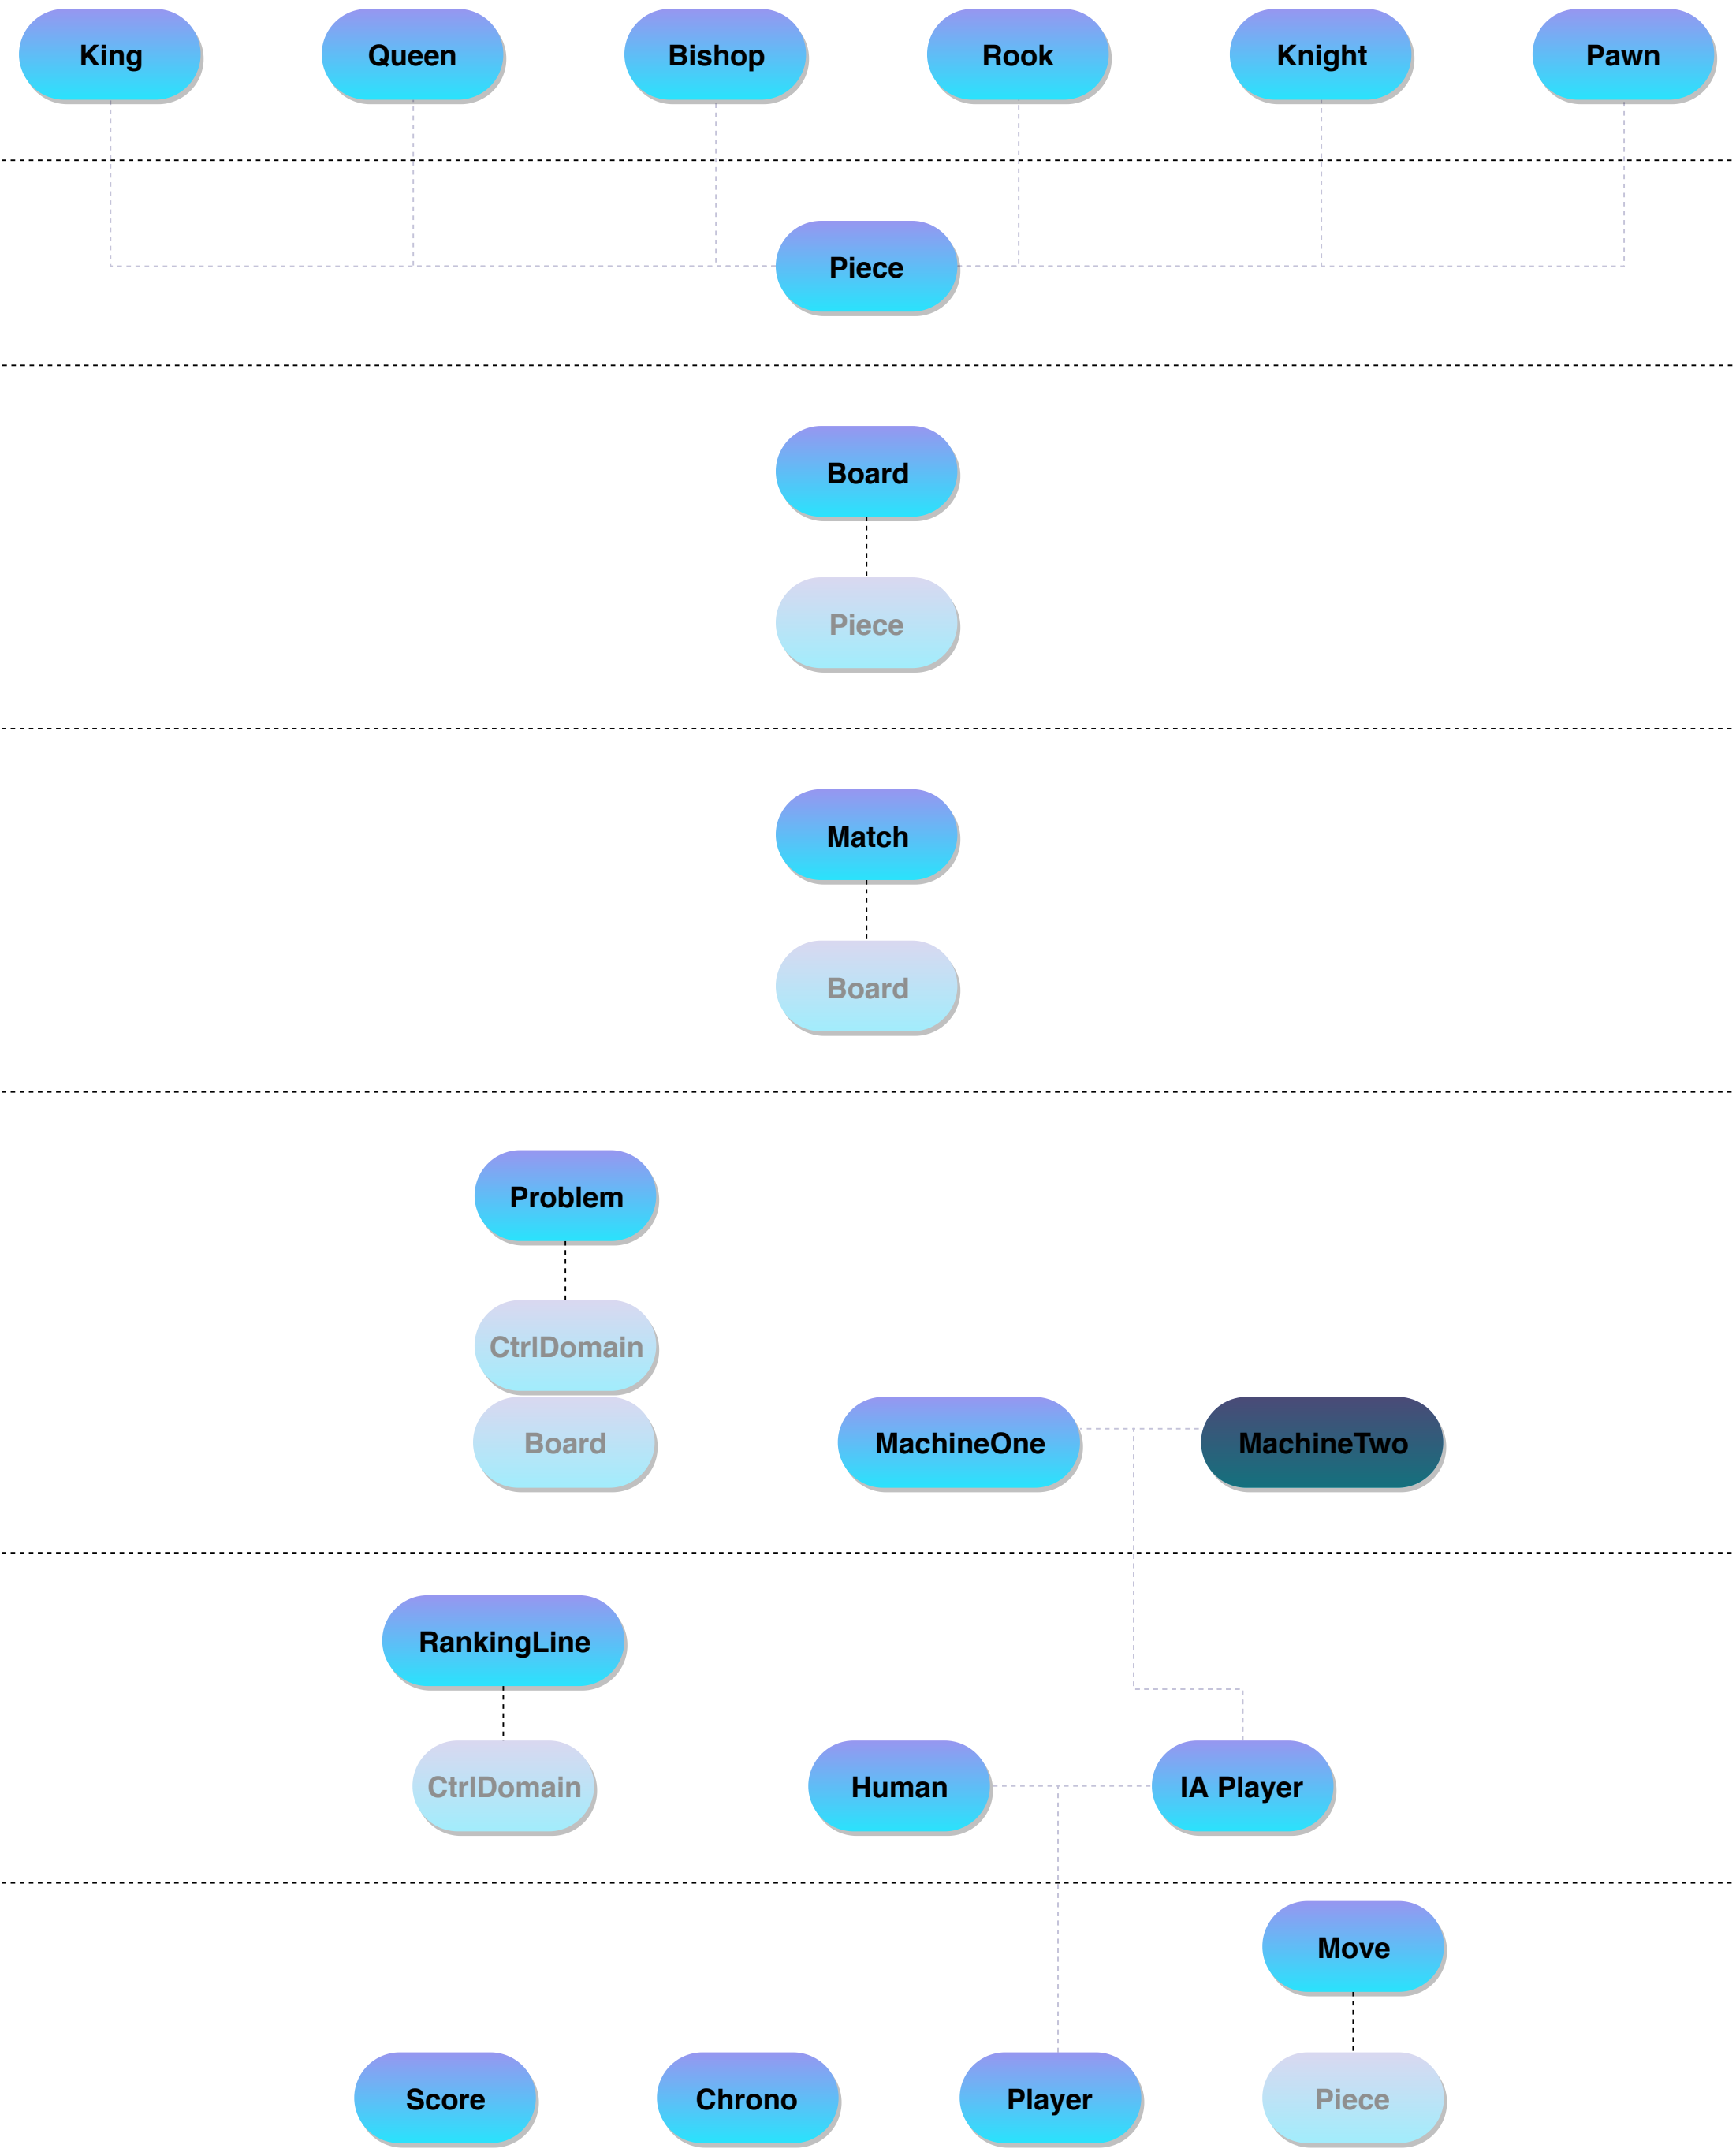 King
Queen
Bishop
Rook
Knight
Pawn
Piece
Board
Piece
Match
Board
Problem
CtrlDomain
Board
MachineOne
MachineTwo
RankingLine
CtrlDomain
Human
IA Player
Move
Score
Chrono
Player
Piece